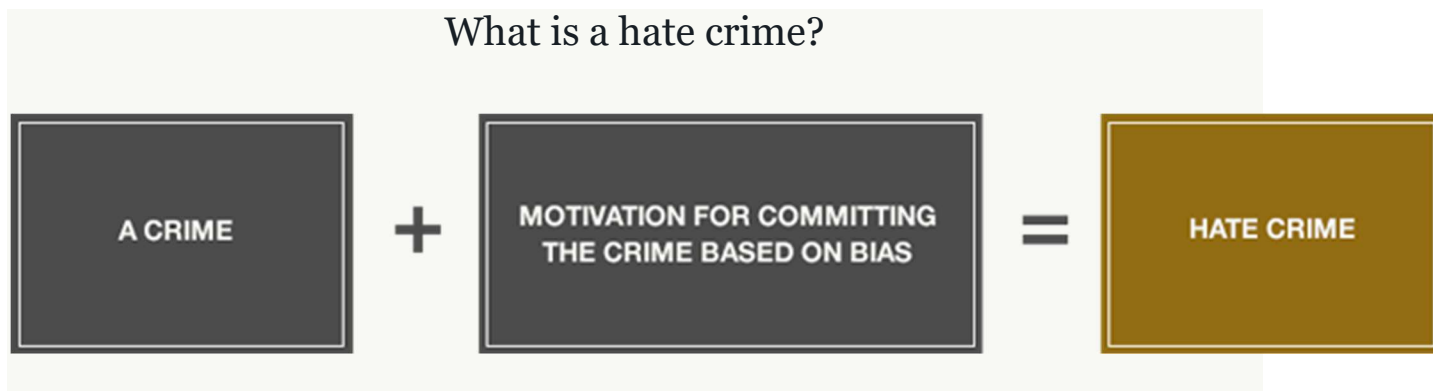 What is a hate crime?
A CRIME
+
MOTIVATION FOR COMMITTING
THE CRIME BASED ON BIAS
=
HATE CRIME